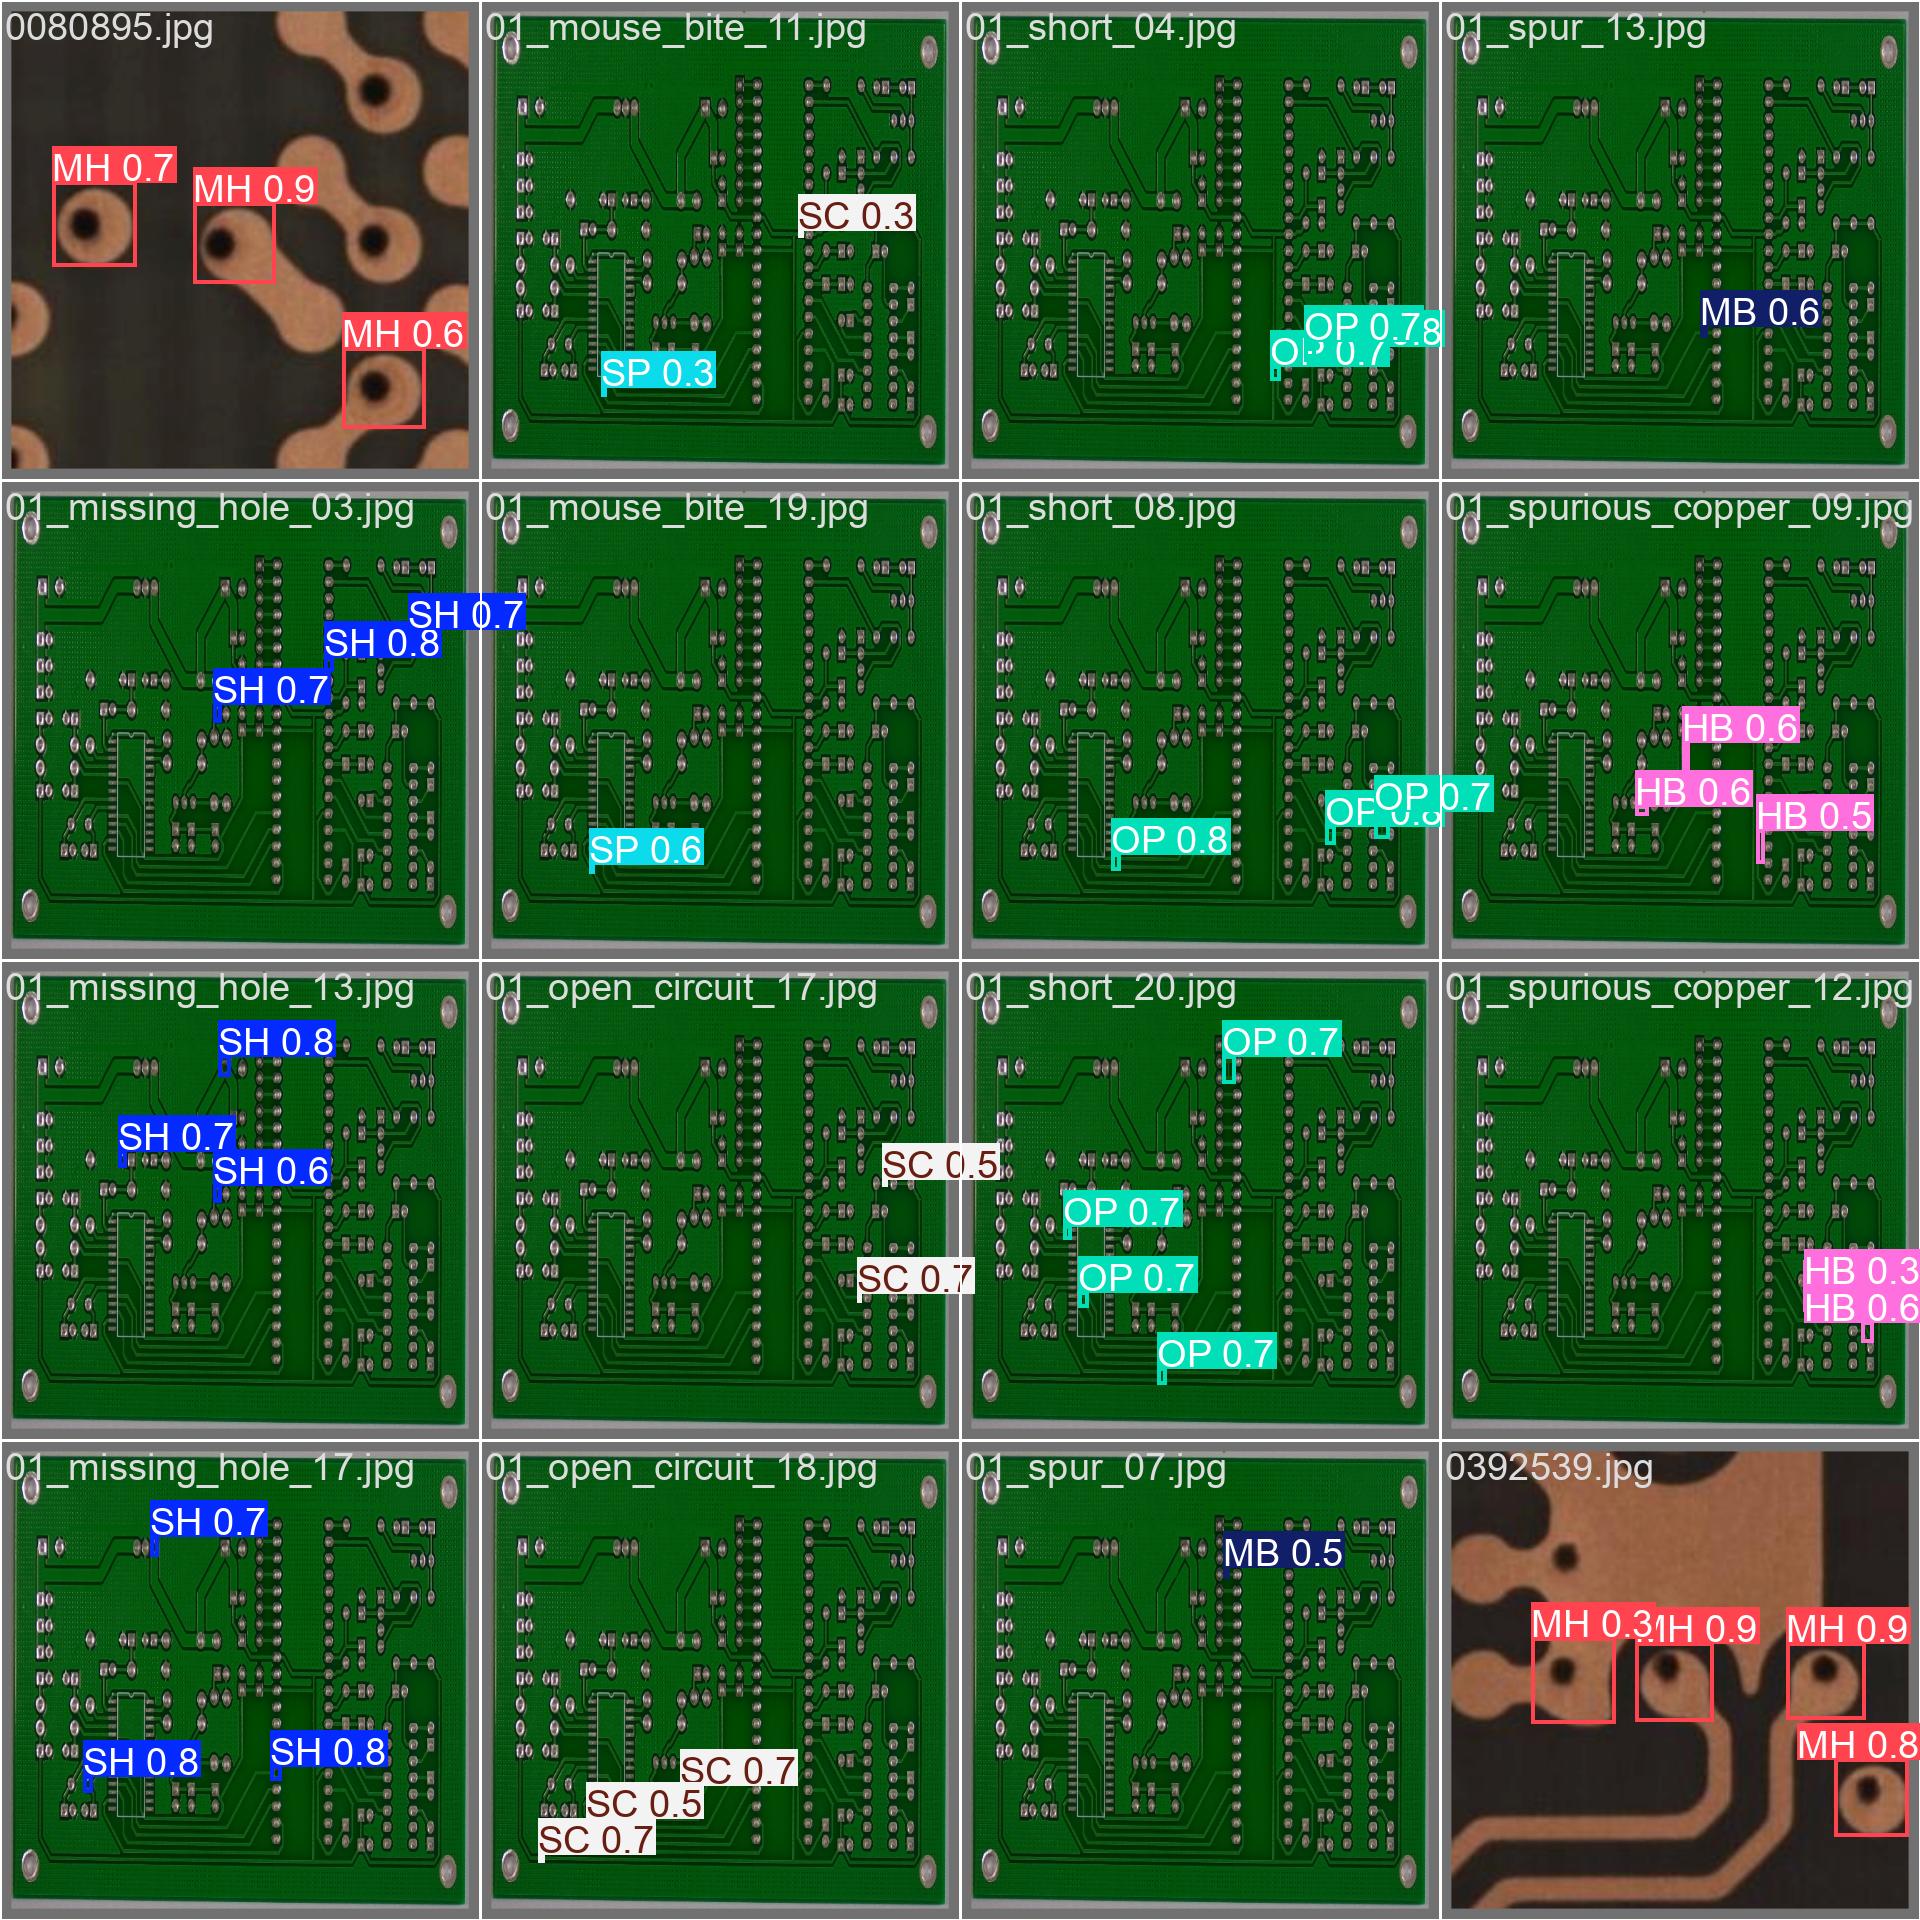 0080895.jpg
MH 0.7
MH 0.9
MH 0.6
01_mouse_bite_11.jpg
SC 0.3
SP 0.3
01_short_04.jpg
OP 0.7
01_spur_13.jpg
MB 0.6
01_missing_hole_03.jpg
SH 0.7
SH 0.8
SH 0.7
01_mouse_bite_19.jpg
SP 0.6
01_short_08.jpg
OP 0.7
OP 0.8
OP 0.8
01_spurious_copper_09.jpg
HB 0.6
HB 0.6
HB 0.5
01_missing_hole_13.jpg
SH 0.8
SH 0.7
SH 0.6
01_open_circuit_17.jpg
SC 0.5
SC 0.7
01_short_20.jpg
OP 0.7
OP 0.7
OP 0.7
OP 0.7
01_spurious_copper_12.jpg
HB 0.3
HB 0.6
01_missing_hole_17.jpg
SH 0.7
SH 0.8
SH 0.8
01_open_circuit_18.jpg
SC 0.7
SC 0.5
SC 0.7
01_spur_07.jpg
MB 0.5
0392539.jpg
MH 0.3
MH 0.9
MH 0.9
MH 0.8